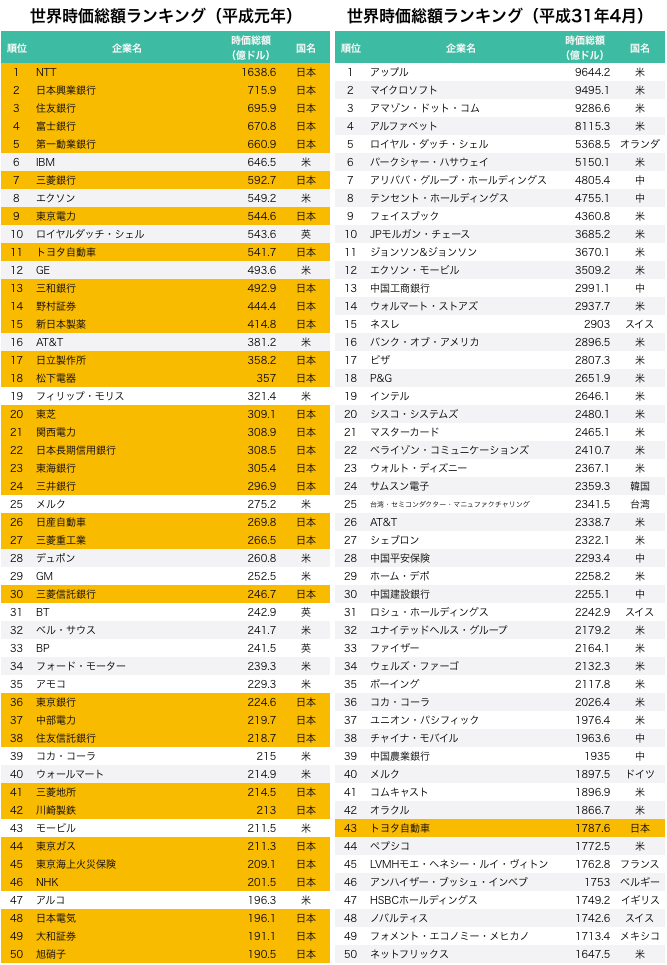 世界時価総額ランキング（平成元年）
順位 企業名 時価総額（億ドル） 国名
1 NTT 1638.6 日本
2 日本興業銀行 715.9 日本
3 住友銀行 695.9 日本
4 富士銀行 670.8 日本
5 第一勧業銀行 660.9 日本
6 IBM 646.5 米
7 三菱銀行 592.7 日本
8 エクソン 549.2 米
9 東京電力 544.6 日本
10 ロイヤルダッチ・シェル 543.6 英
11 トヨタ自動車 541.7 日本
12 GE 493.6 米
13 三和銀行 492.9 日本
14 野村証券 444.4 日本
15 新日本製薬 414.8 日本
16 AT&T 381.2 米
17 日立製作所 358.2 日本
18 松下電器 357 日本
19 フィリップ・モリス 321.4 米
20 東芝 309.1 日本
21 関西電力 308.9 日本
22 日本長期信用銀行 308.5 日本
23 東海銀行 305.4 日本
24 三井銀行 296.9 日本
25 メルク 275.2 米
26 日産自動車 269.8 日本
27 三菱重工業 266.5 日本
28 デュポン 260.8 米
29 GM 252.5 米
30 三菱信託銀行 246.7 日本
31 BT 242.9 英
32 ベル・サウス 241.7 米
33 BP 241.5 英
34 フォード・モーター 239.3 米
35 アモコ 229.3 米
36 東京銀行 224.6 日本
37 中部電力 219.7 日本
38 住友信託銀行 218.7 日本
39 コカ・コーラ 215 米
40 ウォールマート 214.9 米
41 三菱地所 214.5 日本
42 川崎製鉄 213 日本
43 モービル 211.5 米
44 東京ガス 211.3 日本
45 東京海上火災保険 209.1 日本
46 NHK 201.5 日本
47 アルコ 196.3 米
48 日本電気 196.1 日本
49 大和証券 191.1 日本
50 旭硝子 190.5 日本
世界時価総額ランキング（平成31年4月）
順位 企業名 時価総額（億ドル） 国名
1 アップル 9644.2 米
2 マイクロソフト 9495.1 米
3 アマゾン・ドット・コム 9286.6 米
4 アルファベット 8115.3 米
5 ロイヤル・ダッチ・シェル 5368.5 オランダ
6 バークシャー・ハサウェイ 5150.1 米
7 アリババ・グループ・ホールディングス 4805.4 中
8 テンセント・ホールディングス 4755.1 中
9 フェイスブック 4360.8 米
10 JPモルガン・チェース 3685.2 米
11 ジョンソン&ジョンソン 3670.1 米
12 エクソン・モービル 3509.2 米
13 中国工商銀行 2991.1 中
14 ウォルマート・ストアズ 2937.7 米
15 ネスレ 2903 スイス
16 バンク・オブ・アメリカ 2896.5 米
17 ビザ 2807.3 米
18 P&G 2651.9 米
19 インテル 2646.1 米
20 シスコ・システムズ 2480.1 米
21 マスターカード 2465.1 米
22 ベライゾン・コミュニケーションズ 2410.7 米
23 ウォルト・ディズニー 2367.1 米
24 サムスン電子 2359.3 韓国
25 台湾・セミコンダクター・マニュファクチャリング 2341.5 台湾
26 AT&T 2338.7 米
27 シェブロン 2322.1 米
28 中国平安保険 2293.4 中
29 ホーム・デポ 2258.2 米
30 中国建設銀行 2255.1 中
31 ロシュ・ホールディングス 2242.9 スイス
32 ユナイテッドヘルス・グループ 2179.2 米
33 ファイザー 2164.1 米
34 ウェルズ・ファーゴ 2132.3 米
35 ボーイング 2117.8 米
36 コカ・コーラ 2026.4 米
37 ユニオン・パシフィック 1976.4 米
38 チャイナ・モバイル 1963.6 中
39 中国農業銀行 1935 中
40 メルク 1897.5 ドイツ
41 コムキャスト 1896.9 米
42 オラクル 1866.7 米
43 トヨタ自動車 1787.6 日本
44 ペプシコ 1772.5 米
45 LVMHモエ・ヘネシー・ルイ・ヴィトン 1762.8 フランス
46 アンハイザー・ブッシュ・インベブ 1753 ベルギー
47 HSBCホールディングス 1749.2 イギリス
48 ノバルティス 1742.6 スイス
49 フォメント・エコノミー・メヒカノ 1713.4 メキシコ
50 ネットフリックス 1647.5 米